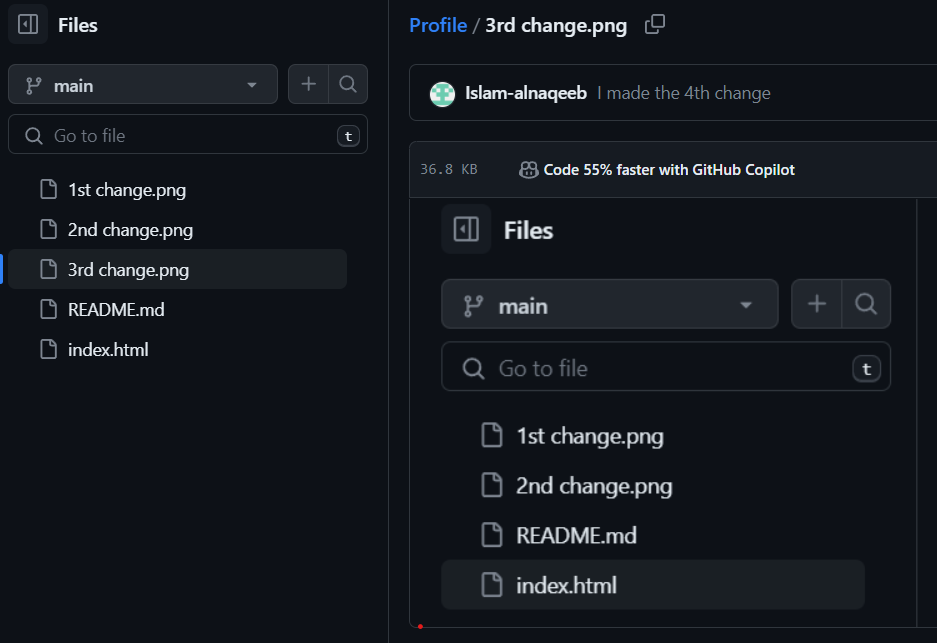 Files
main
Go to file
t
1st change.png
2nd change.png
3rd change.png
README.md
index.html
Profile / 3rd change.png
Islam-alnaqeeb I made the 4th change
36.8 KB Code 55% faster with GitHub Copilot
Files
main
Go to file
t
1st change.png
2nd change.png
README.md
index.html